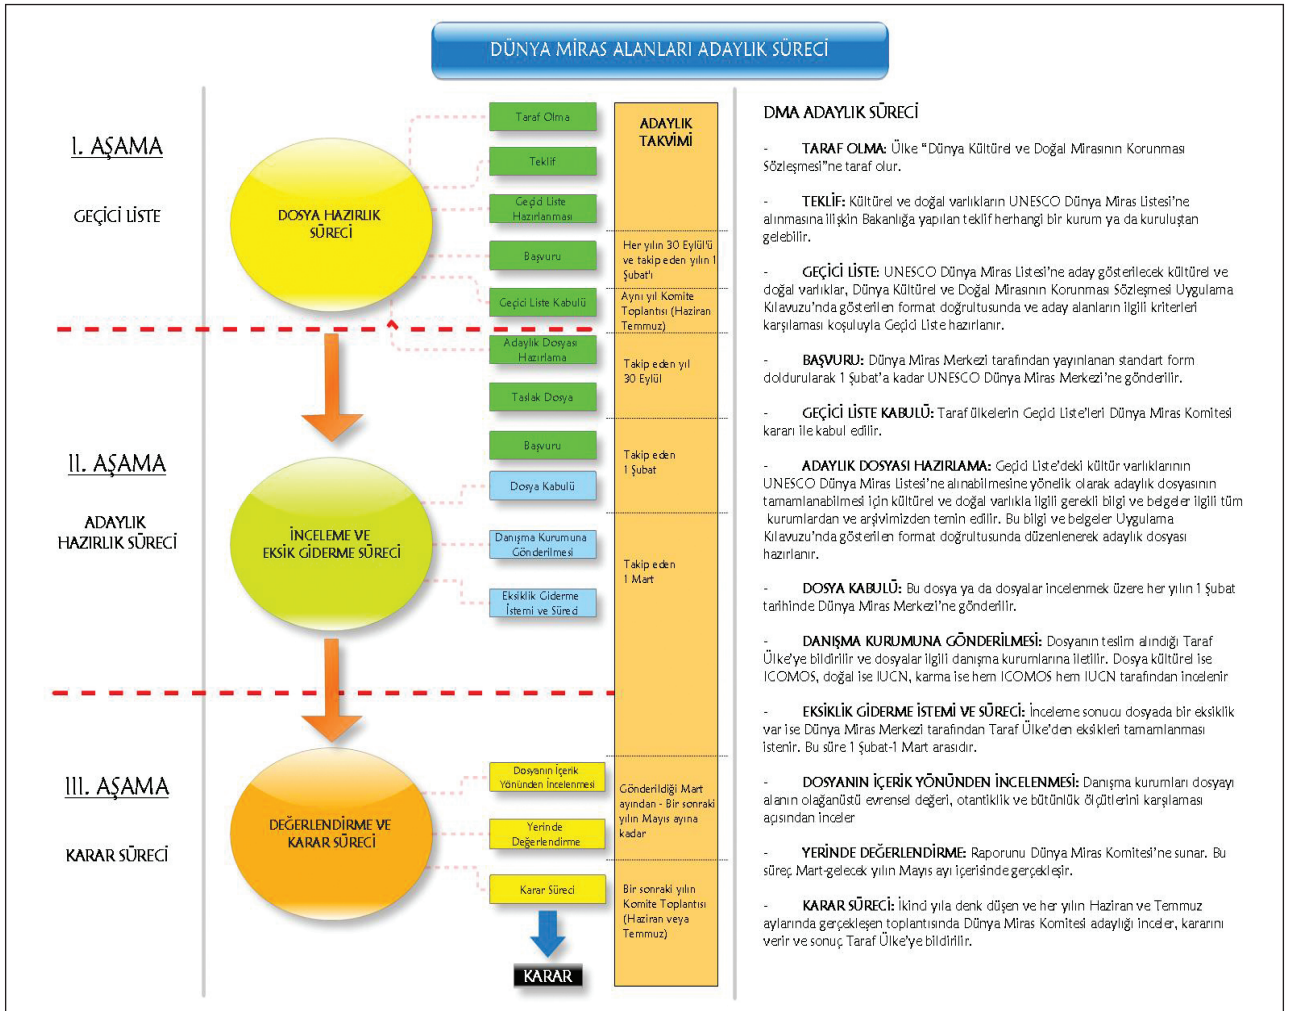 DÜNYA MİRAS ALANLARI ADAYLIK SÜRECİ
I. AŞAMA
GEÇİCİ LİSTE
II. AŞAMA
ADAYLIK
HAZIRLIK SÜRECİ
III. AŞAMA
KARAR SÜRECİ
DOSYA HAZIRLIK
SÜRECİ
İNCELEME VE
EKSİK GİDERME SÜRECİ
DEĞERLENDİRME VE
KARAR SÜRECİ
Taraf Olma
Teklif
Geçici Liste
Hazırlanması
Başvuru
Geçici Liste Kabulü
Adaylık Dosyası
Hazırlama
Taslak Dosya
Başvuru
Dosya Kabulü
Danışma Kurumuna
Gönderilmesi
Eksiklik Giderme
İstemi ve Süreci
Dosyanın İçerik
Yönünden İncelenmesi
Yerinde
Değerlendirme
Karar Süreci
KARAR
ADAYLIK
TAKVİMİ
Her yılın 30 Eylül'ü
ve takip eden yılın 1
Şubat'ı
Aynı yıl Komite
Toplantısı (Haziran
Temmuz)
Takip eden yıl
30 Eylül
Takip eden
1 Şubat
Takip eden
1 Mart
Gönderildiği Mart
ayından - Bir sonraki
yılın Mayıs ayına
kadar
Bir sonraki yılın
Komite Toplantısı
(Haziran veya
Temmuz)
DMA ADAYLIK SÜRECİ
- TARAF OLMA: Ülke “Dünya Kültürel ve Doğal Mirasının Korunması
Sözleşmesi”ne taraf olur.
- TEKLİF: Kültürel ve doğal varlıkların UNESCO Dünya Miras Listesi’ne
alınmasına ilişkin Bakanlığa yapılan teklif herhangi bir kurum ya da kuruluştan
gelebilir.
- GEÇİCİ LİSTE: UNESCO Dünya Miras Listesi’ne aday gösterilecek kültürel ve
doğal varlıklar, Dünya Kültürel ve Doğal Mirasının Korunması Sözleşmesi Uygulama
Kılavuzu’nda gösterilen format doğrultusunda ve aday alanların ilgili kriterleri
karşılaması koşuluyla Geçici Liste hazırlanır.
- BAŞVURU: Dünya Miras Merkezi tarafından yayınlanan standart form
doldurularak 1 Şubat’a kadar UNESCO Dünya Miras Merkezi’ne gönderilir.
- GEÇİCİ LİSTE KABULÜ: Taraf ülkelerin Geçici Liste’leri Dünya Miras Komitesi
kararı ile kabul edilir.
- ADAYLIK DOSYASI HAZIRLAMA: Geçici Liste’deki kültür varlıklarının
UNESCO Dünya Miras Listesi’ne alınabilmesine yönelik olarak adaylık dosyasının
tamamlanabilmesi için kültürel ve doğal varlıkla ilgili gerekli bilgi ve belgeler ilgili tüm
kurumlardan ve arşivimizden temin edilir. Bu bilgi ve belgeler Uygulama
Kılavuzu’nda gösterilen format doğrultusunda düzenlenerek adaylık dosyası
hazırlanır.
- DOSYA KABULÜ: Bu dosya ya da dosyalar incelenmek üzere her yılın 1 Şubat
tarihinde Dünya Miras Merkezi’ne gönderilir.
- DANIŞMA KURUMUNA GÖNDERİLMESİ: Dosyanın teslim alındığı Taraf
Ülke’ye bildirilir ve dosyalar ilgili danışma kurumlarına iletilir. Dosya kültürel ise
ICOMOS, doğal ise IUCN, karma ise hem ICOMOS hem IUCN tarafından incelenir
- EKSİKLİK GİDERME İSTEMİ VE SÜRECİ: İnceleme sonucu dosyada bir eksiklik
var ise Dünya Miras Merkezi tarafından Taraf Ülke’den eksikleri tamamlanması
istenir. Bu süre 1 Şubat-1 Mart arasıdır.
- DOSYANIN İÇERİK YÖNÜNDEN İNCELENMESİ: Danışma kurumları dosyayı
alanın olağanüstü evrensel değeri, otantiklik ve bütünlük ölçütlerini karşılaması
açısından inceler
- YERİNDE DEĞERLENDİRME: Raporunu Dünya Miras Komitesi’ne sunar. Bu
süreç Mart-gelecek yılın Mayıs ayı içerisinde gerçekleşir.
- KARAR SÜRECİ: İkinci yıla denk düşen ve her yılın Haziran ve Temmuz
aylarında gerçekleşen toplantısında Dünya Miras Komitesi adaylığı inceler, kararını
verir ve sonuç Taraf Ülke’ye bildirilir.